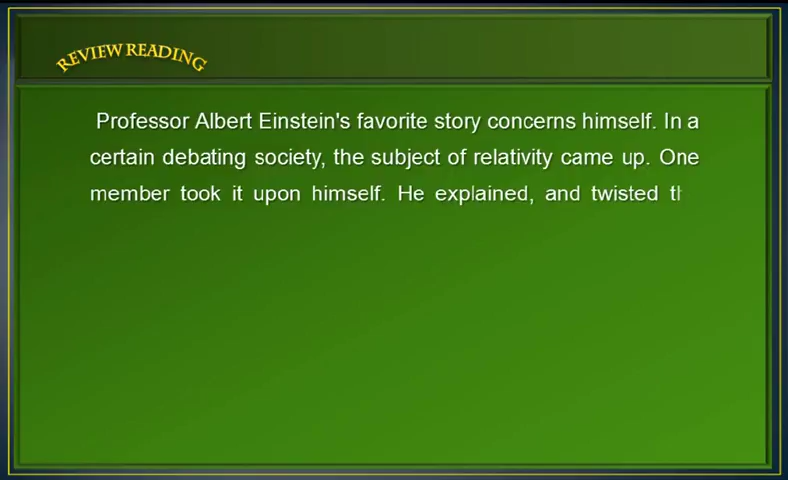 REVIEW READING
Professor Albert Einstein's favorite story concerns himself. In a
certain debating society, the subject of relativity came up. One
member took it upon himself. He explained, and twisted